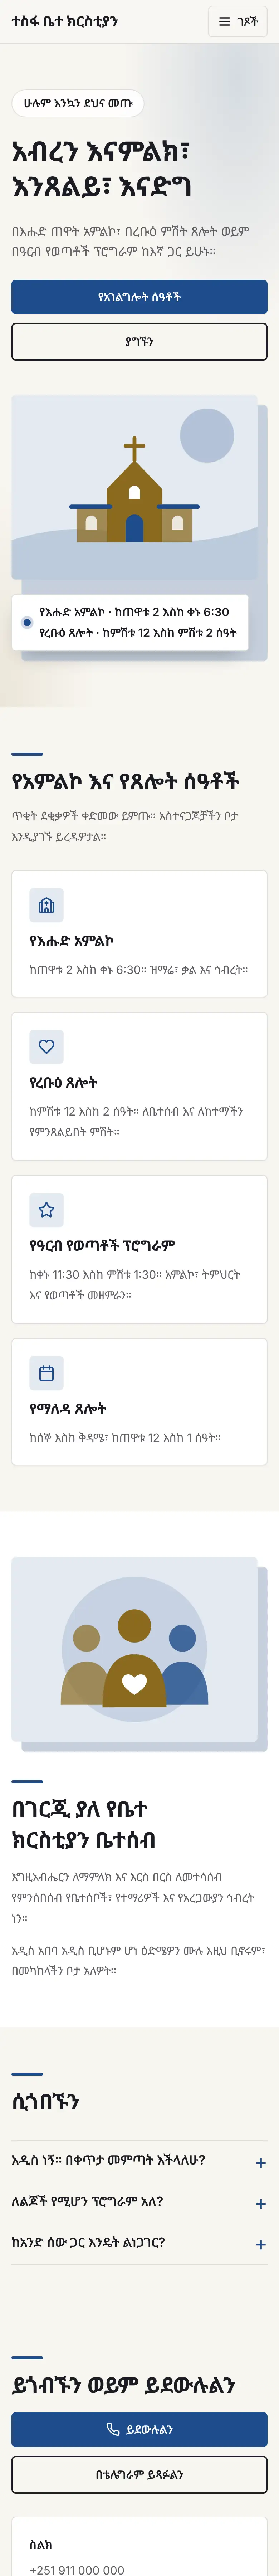 ተስፋ ቤተ ክርስቲያን
ገጾች
ሁሉም እንኳን ደህና መጡ
አብረን እናምልክ፣
እንጸልይ፣ እናድግ
በእሑድ ጠዋት አምልኮ፣ በረቡዕ ምሽት ጸሎት ወይም
በዓርብ የወጣቶች ፕሮግራም ከእኛ ጋር ይሁኑ።
የአገልግሎት ሰዓቶች
ያግኙን
የእሑድ አምልኮ · ከጠዋቱ 2 እስከ ቀኑ 6:30
የረቡዕ ጸሎት · ከምሽቱ 12 እስከ ምሽቱ 2 ሰዓት
የአምልኮ እና የጸሎት ሰዓቶች
ጥቂት ደቂቃዎች ቀድመው ይምጡ። አስተናጋጆቻችን ቦታ
እንዲያገኙ ይረዱዎታል።
የእሑድ አምልኮ
ከጠዋቱ 2 እስከ ቀኑ 6:30። ዝማሬ፣ ቃል እና ኅብረት።
የረቡዕ ጸሎት
ከምሽቱ 12 እስከ 2 ሰዓት። ለቤተሰብ እና ለከተማችን
የምንጸልይበት ምሽት።
የዓርብ የወጣቶች ፕሮግራም
ከቀኑ 11:30 እስከ ምሽቱ 1:30። አምልኮ፣ ትምህርት
እና የወጣቶች መዘምራን።
የማለዳ ጸሎት
ከሰኞ እስከ ቅዳሜ፣ ከጠዋቱ 12 እስከ 1 ሰዓት።
በገርጂ ያለ የቤተ
ክርስቲያን ቤተሰብ
እግዚአብሔርን ለማምለክ እና እርስ በርስ ለመተሳሰብ
የምንሰበሰብ የቤተሰቦች፣ የተማሪዎች እና የአረጋውያን ኅብረት
ነን።
አዲስ አበባ አዲስ ቢሆኑም ሆነ ዕድሜዎን ሙሉ እዚህ ቢኖሩም፣
በመካከላችን ቦታ አለዎት።
ሲጎበኙን
አዲስ ነኝ። በቀጥታ መምጣት እችላለሁ?
ለልጆች የሚሆን ፕሮግራም አለ?
ከአንድ ሰው ጋር እንዴት ልነጋገር?
ይጎብኙን ወይም ይደውሉልን
ይደውሉልን
በቴሌግራም ይጻፉልን
ስልክ
+251 911 000 000